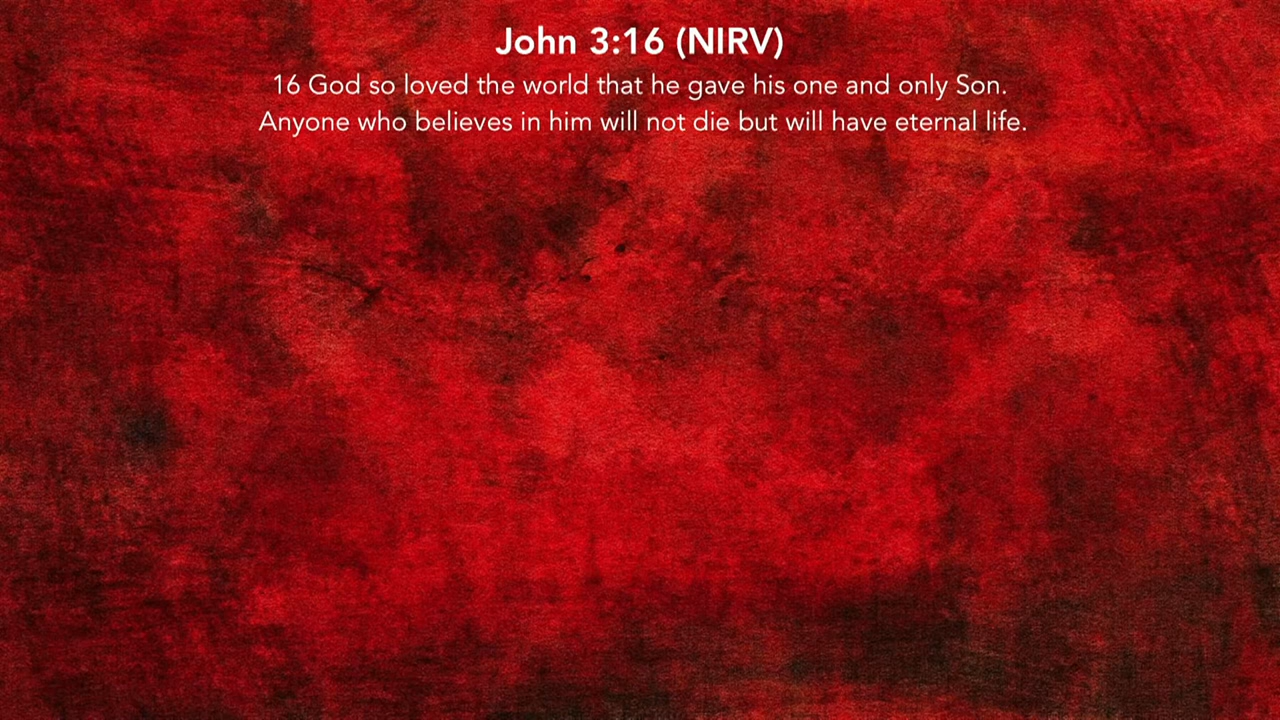 John 3:16 (NIRV)
16 God so loved the world that he gave his one and only Son.
Anyone who believes in him will not die but will have eternal life.